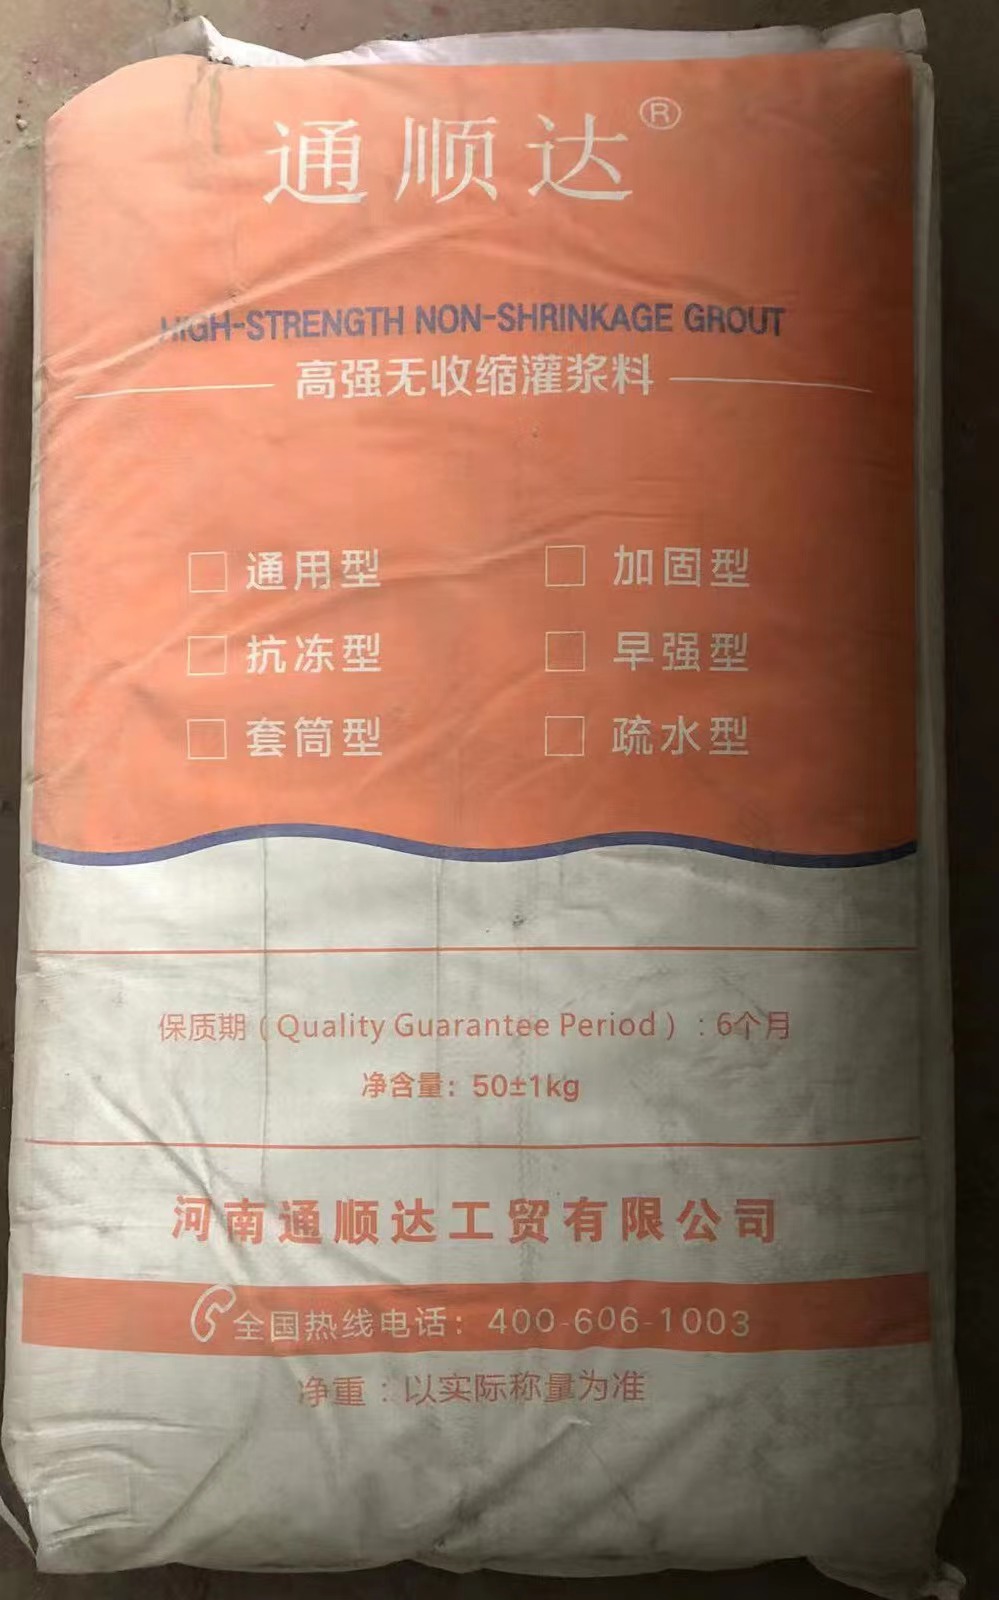 通顺达®
HIGH-STRENGTH NON-SHRINKAGE GROUT
高强无收缩灌浆料
□通用型 □加固型
□抗冻型 □早强型
□套筒型 □疏水型
保质期（Quality Guarantee Period）:6个月
净含量：50±1kg
河南通顺达工贸有限公司
全国热线电话：400-606-1003
净重：以实际称量为准